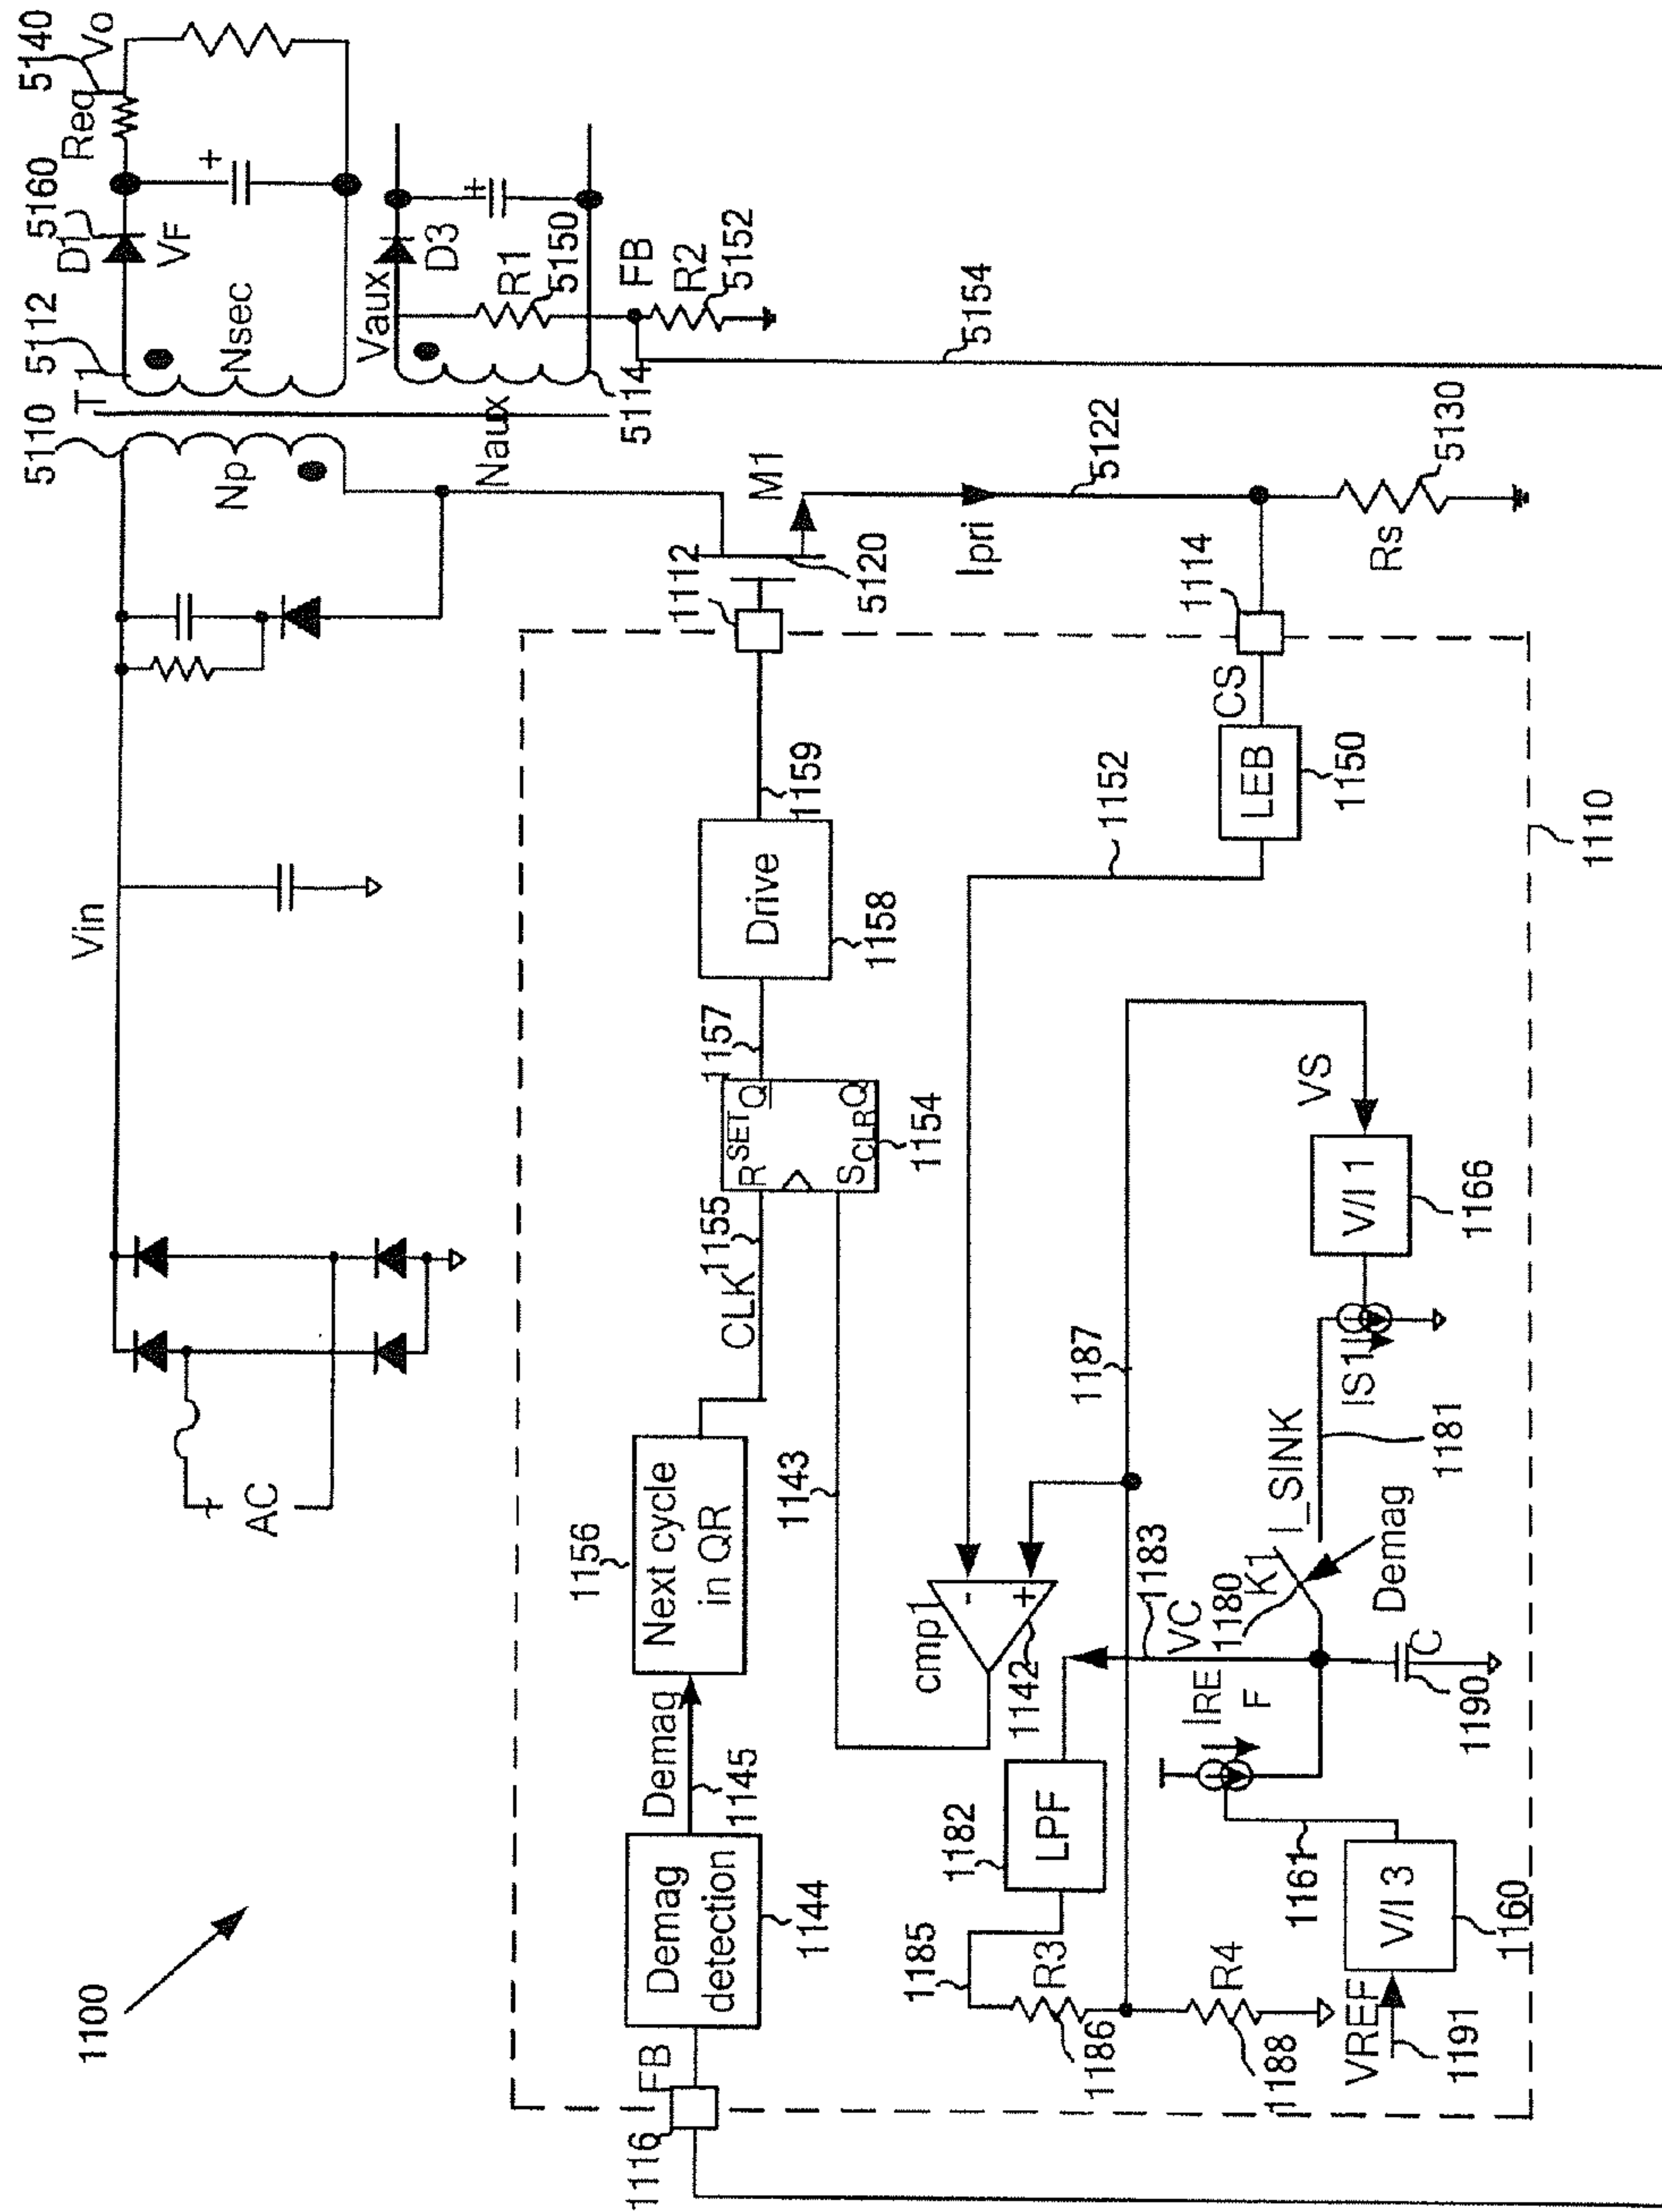 1100
AC
Vin
5110
T1
5112
5160
5140
D1
Req
Vo
VF
Np
Nsec
Vaux
D3
R1
5150
FB
R2
5152
Naux
5114
5154
1116
FB
Demag
detection
1144
Demag
1145
1156
Next cycle
in QR
CLK
1155
R
SET
Q
S
CLR
Q
1154
1157
Drive
1158
1159
1112
M1
5120
Ipri
5122
1143
cmp1
-
+
1142
1152
LEB
1150
CS
1114
Rs
5130
1185
R3
1186
R4
1188
1182
LPF
VC
1183
1187
VS
V/I 1
1166
IS1
I_SINK
1181
K1
1180
Demag
C
1190
IRE
F
1161
V/I 3
1160
VREF
1191
1110